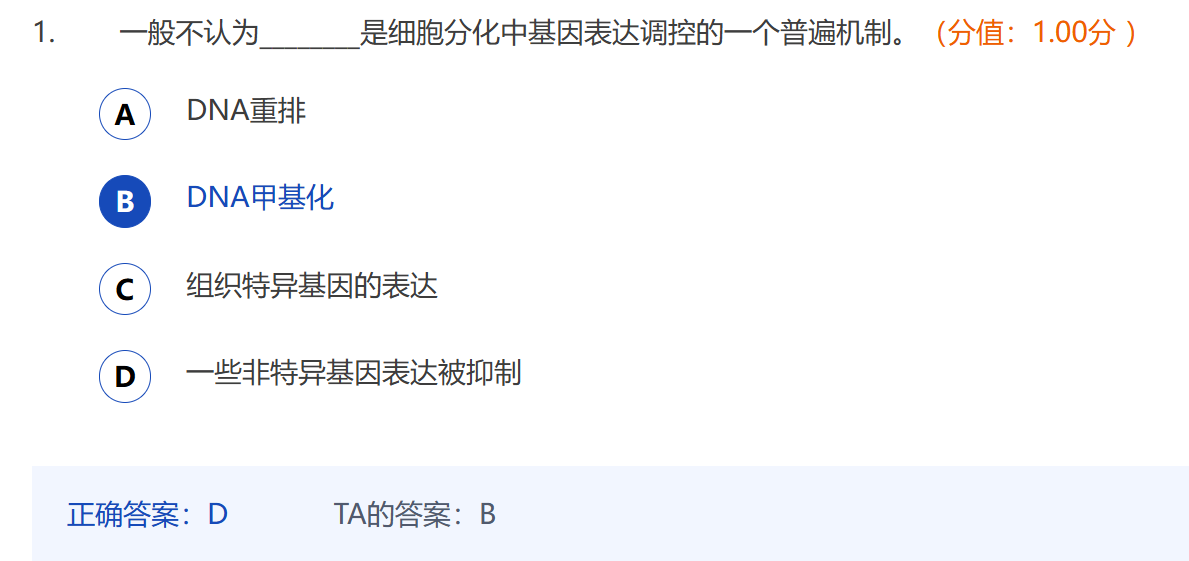 1. 一般不认为________是细胞分化中基因表达调控的一个普遍机制。（分值：1.00分 ）
A DNA重排
B DNA甲基化
C 组织特异基因的表达
D 一些非特异基因表达被抑制
正确答案：D TA的答案：B